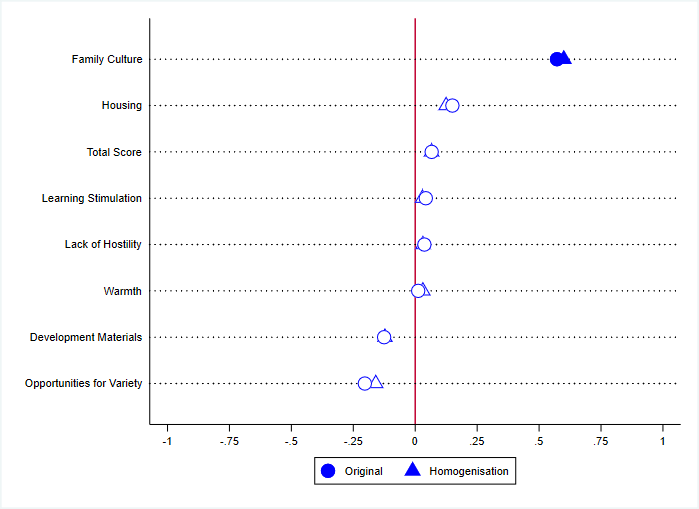 Family Culture
Housing
Total Score
Learning Stimulation
Lack of Hostility
Warmth
Development Materials
Opportunities for Variety
-1 -.75 -.5 -.25 0 .25 .5 .75 1
Original Homogenisation